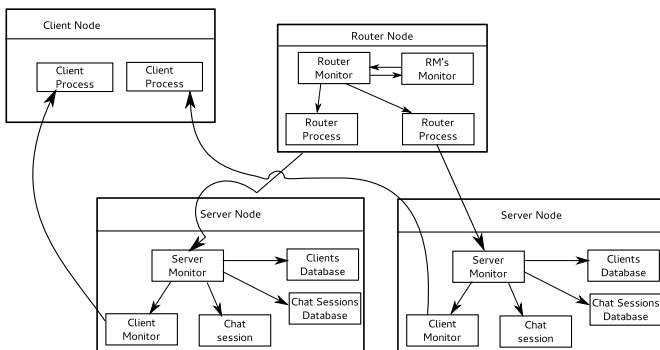 Client Node
Client
Process
Client
Process
Router Node
Router
Monitor
RM's
Monitor
Router
Process
Router
Process
Server Node
Server
Monitor
Clients
Database
Chat Sessions
Database
Client
Monitor
Chat
session
Server Node
Server
Monitor
Clients
Database
Chat Sessions
Database
Client
Monitor
Chat
session